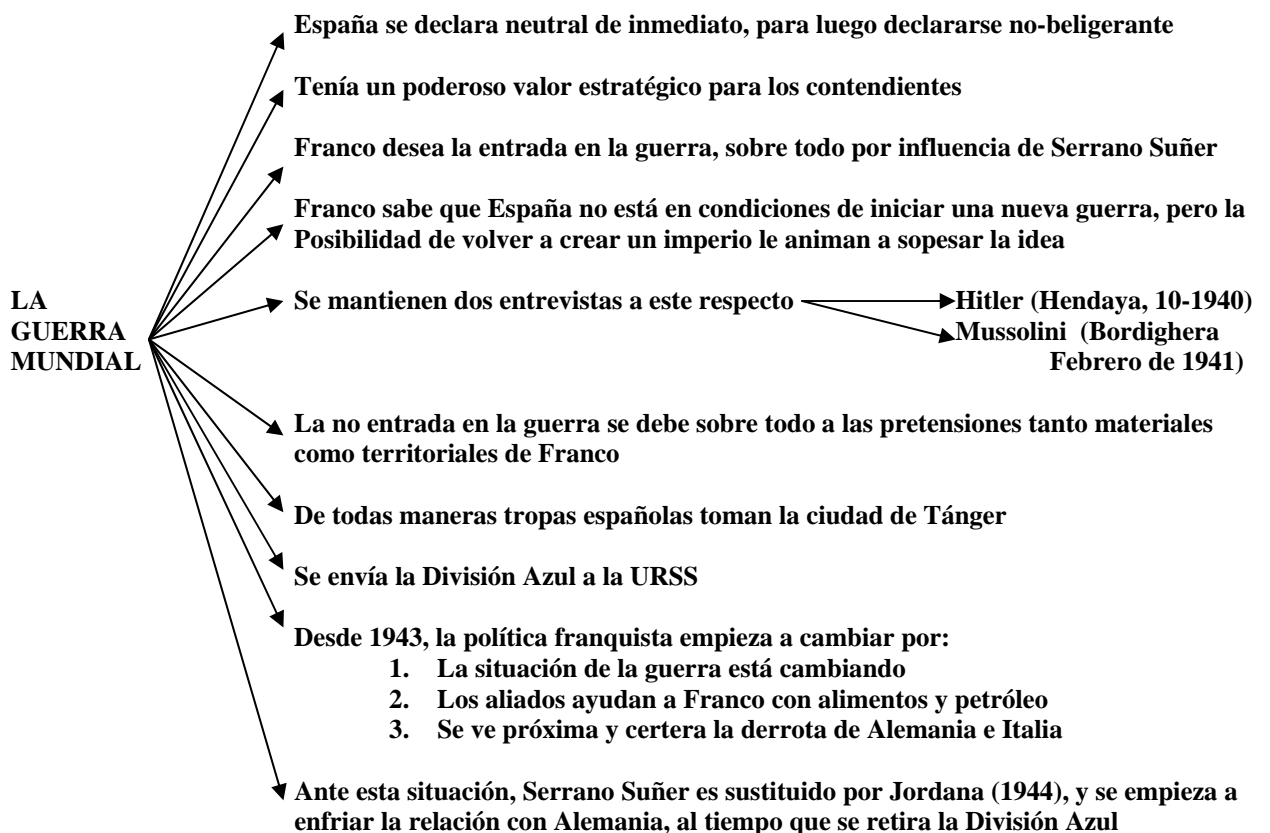 España se declara neutral de inmediato, para luego declararse no-beligerante
Tenía un poderoso valor estratégico para los contendientes
Franco desea la entrada en la guerra, sobre todo por influencia de Serrano Suñer
Franco sabe que España no está en condiciones de iniciar una nueva guerra, pero la
Posibilidad de volver a crear un imperio le animan a sopesar la idea
LA
GUERRA
MUNDIAL
Se mantienen dos entrevistas a este respecto
Hitler (Hendaya, 10-1940)
Mussolini (Bordighera
Febrero de 1941)
La no entrada en la guerra se debe sobre todo a las pretensiones tanto materiales
como territoriales de Franco
De todas maneras tropas españolas toman la ciudad de Tánger
Se envía la División Azul a la URSS
Desde 1943, la política franquista empieza a cambiar por:
1. La situación de la guerra está cambiando
2. Los aliados ayudan a Franco con alimentos y petróleo
3. Se ve próxima y certera la derrota de Alemania e Italia
Ante esta situación, Serrano Suñer es sustituido por Jordana (1944), y se empieza a
enfriar la relación con Alemania, al tiempo que se retira la División Azul